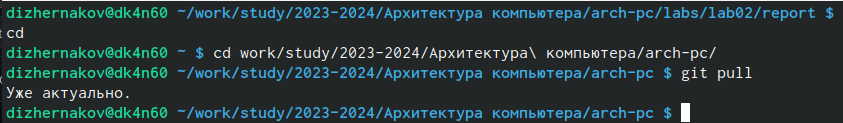 dizhernakov@dk4n60 ~/work/study/2023-2024/Архитектура компьютера/arch-pc/labs/lab02/report $
cd
dizhernakov@dk4n60 ~ $ cd work/study/2023-2024/Архитектура\ компьютера/arch-pc/
dizhernakov@dk4n60 ~/work/study/2023-2024/Архитектура компьютера/arch-pc $ git pull
Уже актуально.
dizhernakov@dk4n60 ~/work/study/2023-2024/Архитектура компьютера/arch-pc $